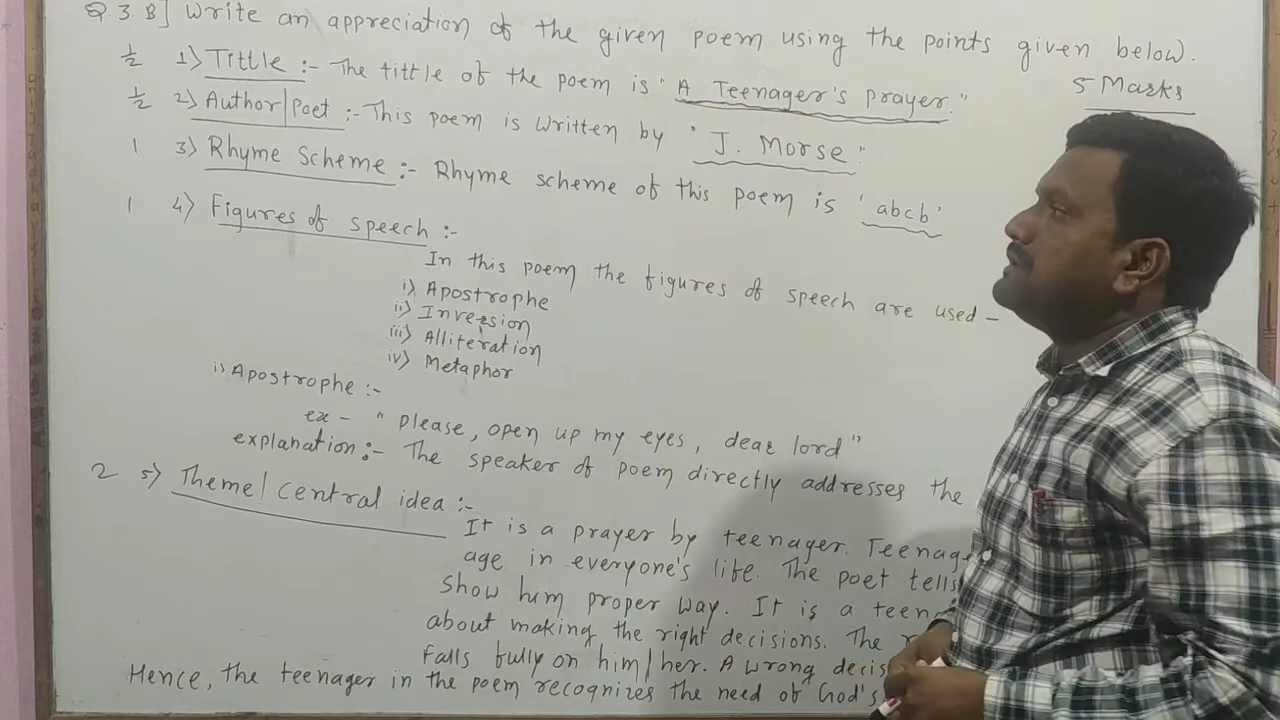 Q.3.B] Write an appreciation of the given poem using the points given below.
5 Marks
½ 1) Tittle :- The tittle of the poem is "A Teenager's prayer."
½ 2) Author/Poet :- This poem is written by "J. Morse"
1 3) Rhyme Scheme :- Rhyme scheme of this poem is 'abcb'
1 4) Figures of speech :-
In this poem the figures of speech are used –
i) Apostrophe
ii) Inversion
iii) Alliteration
iv) Metaphor
i) Apostrophe :-
ex – "please, open up my eyes, dear lord"
explanation :- The speaker of poem directly addresses the
2 5) Theme/Central idea :-
It is a prayer by teenager. Teenage
age in everyone's life. The poet tells
show him proper way. It is a teen
about making the right decisions. The
falls fully on him/her. A wrong decis
Hence, the teenager in the poem recognizes the need of God's